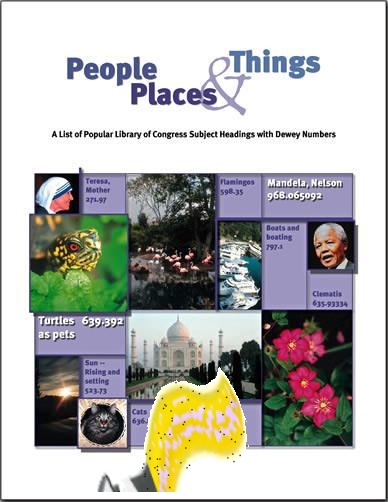 People
Places & Things
A List of Popular Library of Congress Subject Headings with Dewey Numbers
Teresa,
Mother
271.97
Flamingos
598.35
Mandela, Nelson
968.065092
Boats and
boating
797.1
Clematis
635.93334
Turtles 639.392
as pets
Sun --
Rising and
setting
523.73
Cats
636.